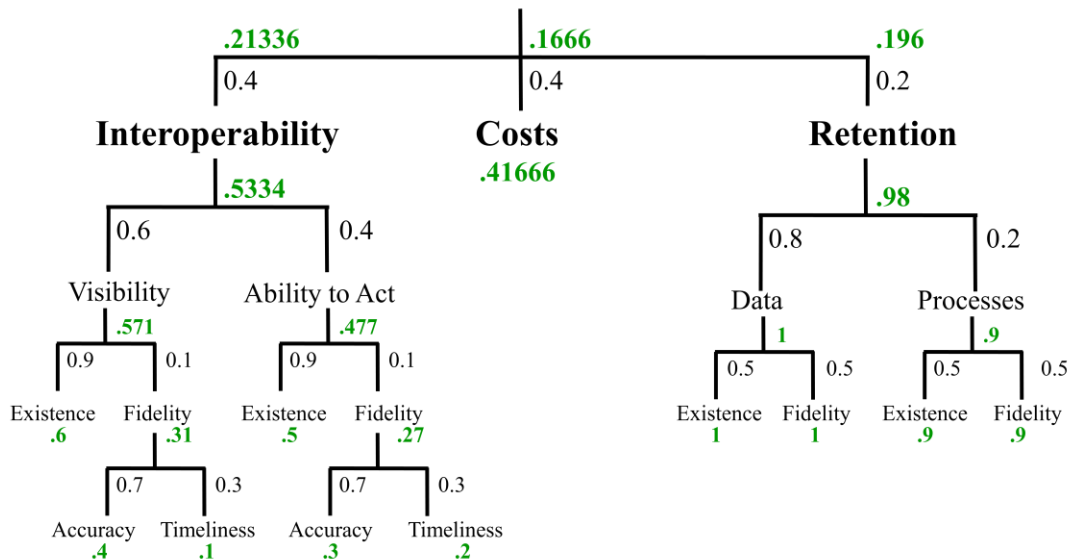 .21336 .1666 .196
0.4 0.4 0.2
Interoperability Costs Retention
.41666
.5334 .98
0.6 0.4 0.8 0.2
Visibility Ability to Act Data Processes
.571 .477 1 .9
0.9 0.1 0.9 0.1 0.5 0.5 0.5 0.5
Existence Fidelity Existence Fidelity Existence Fidelity Existence Fidelity
.6 .31 .5 .27 1 1 .9 .9
0.7 0.3 0.7 0.3
Accuracy Timeliness Accuracy Timeliness
.4 .1 .3 .2